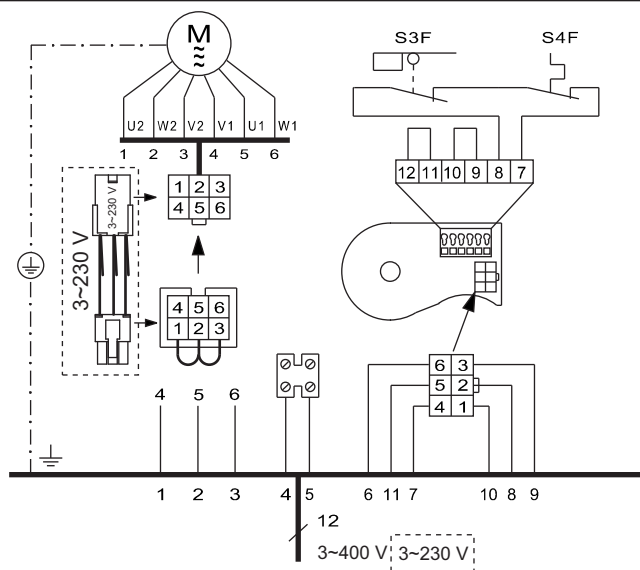 M
S3F
S4F
U2 W2 V2 V1 U1 W1
1 2 3 4 5 6
12 11 10 9 8 7
1 2 3
4 5 6
3~230 V
3~230 V
4 5 6
1 2 3
6 3
5 2
4 1
4 5 6
1 2 3 4 5 6 11 7 10 8 9
12
3~400 V 3~230 V